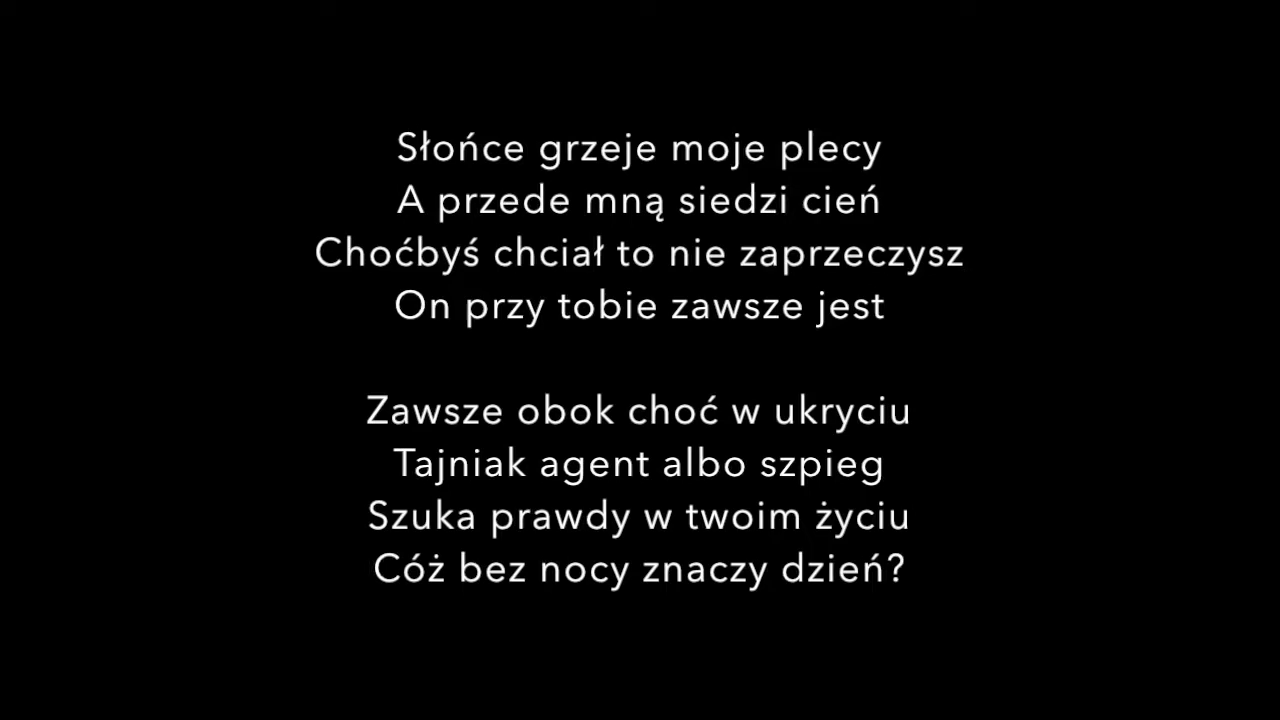 Słońce grzeje moje plecy
A przede mną siedzi cień
Choćbyś chciał to nie zaprzeczysz
On przy tobie zawsze jest
Zawsze obok choć w ukryciu
Tajniak agent albo szpieg
Szuka prawdy w twoim życiu
Cóż bez nocy znaczy dzień?